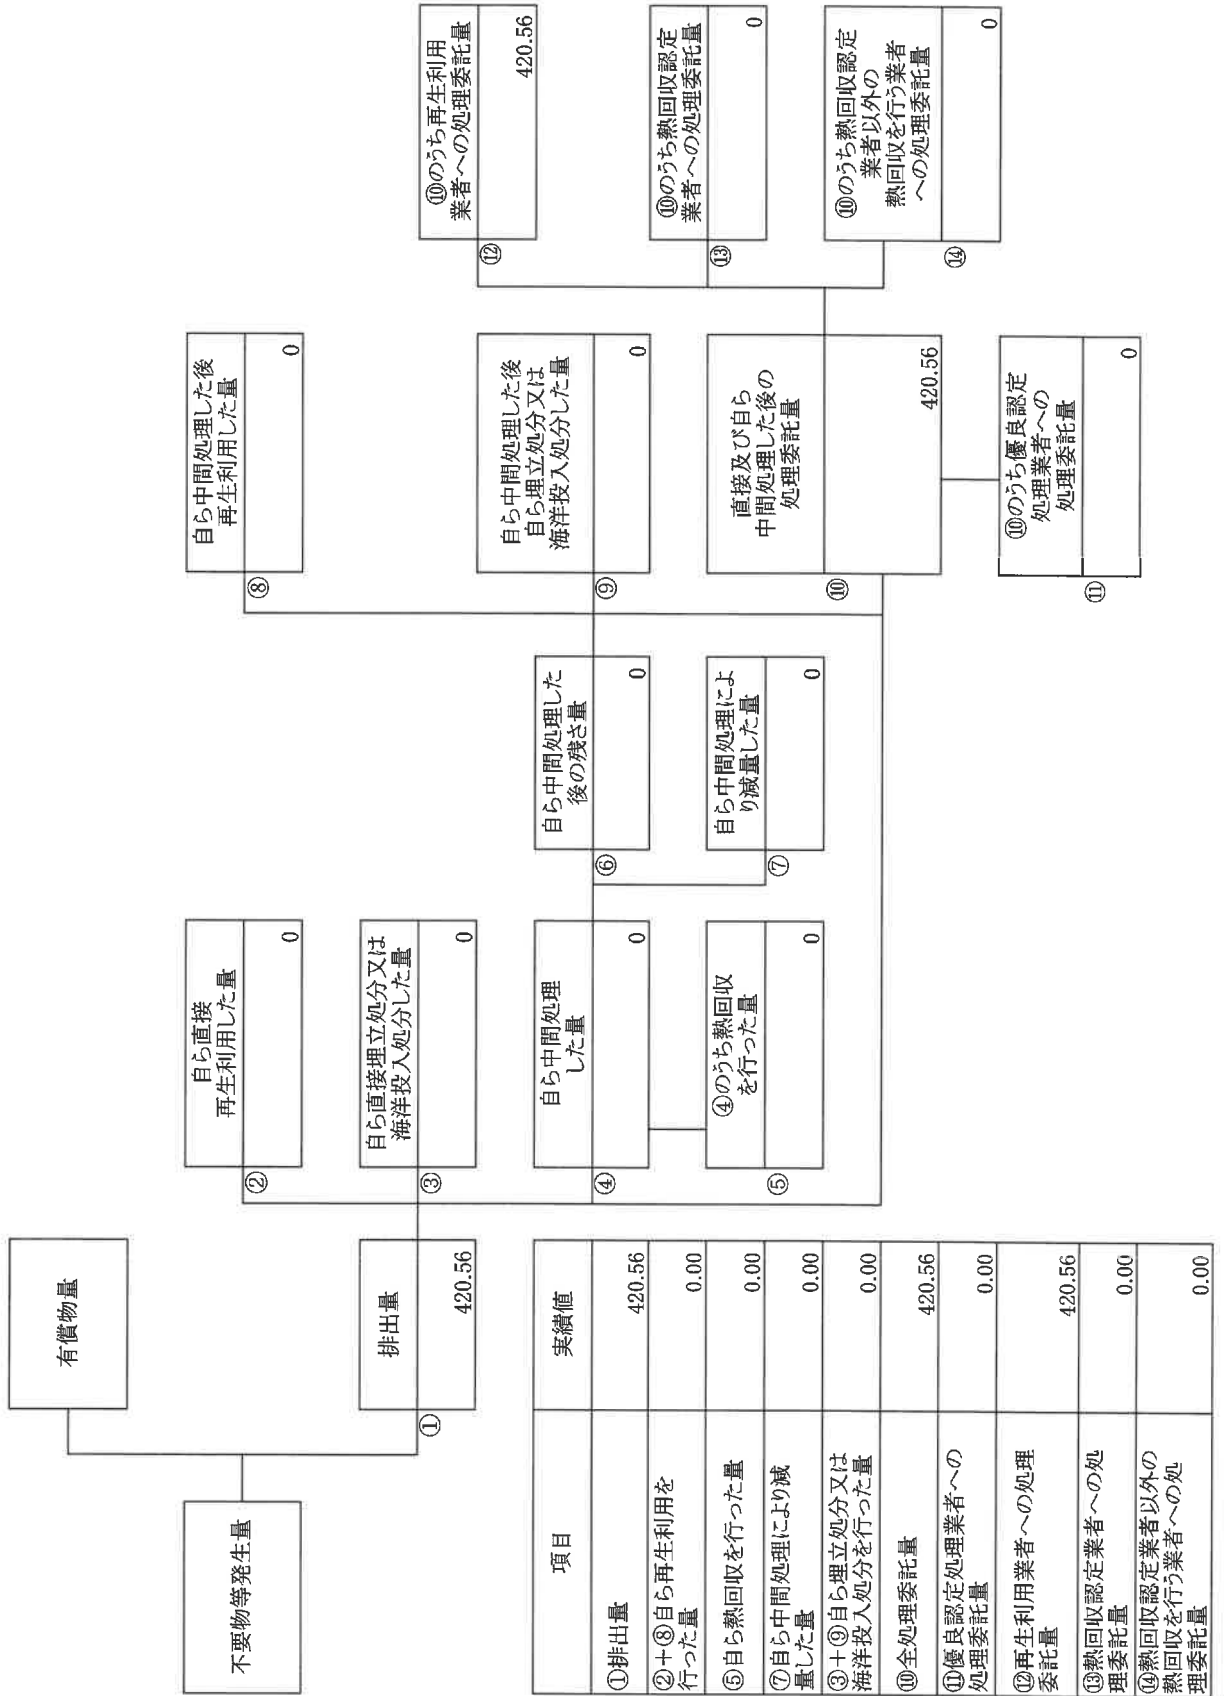 不要物等発生量
有償物量
①
排出量
420.56
②
自ら直接
再生利用した量
0
③
自ら直接埋立処分又は
海洋投入処分した量
0
④
自ら中間処理
した量
0
⑤
④のうち熱回収
を行った量
0
⑥
自ら中間処理した
後の残さ量
0
⑦
自ら中間処理によ
り減量した量
0
⑧
自ら中間処理した後
再生利用した量
0
⑨
自ら中間処理した後
自ら埋立処分又は
海洋投入処分した量
0
⑩
直接及び自ら
中間処理した後の
処理委託量
420.56
⑪
⑩のうち優良認定
処理業者への
処理委託量
0
⑫
⑩のうち再生利用
業者への処理委託量
420.56
⑬
⑩のうち熱回収認定
業者への処理委託量
0
⑭
⑩のうち熱回収認定
業者以外の
熱回収を行う業者
への処理委託量
0
項目 実績値
①排出量 420.56
②+⑧自ら再生利用を
行った量 0.00
⑤自ら熱回収を行った量 0.00
⑦自ら中間処理により減
量した量 0.00
③+⑨自ら埋立処分又は
海洋投入処分を行った量 0.00
⑩全処理委託量 420.56
⑪優良認定処理業者への
処理委託量 0.00
⑫再生利用業者への処理
委託量 420.56
⑬熱回収認定業者への処
理委託量 0.00
⑭熱回収認定業者以外の
熱回収を行う業者への処
理委託量 0.00